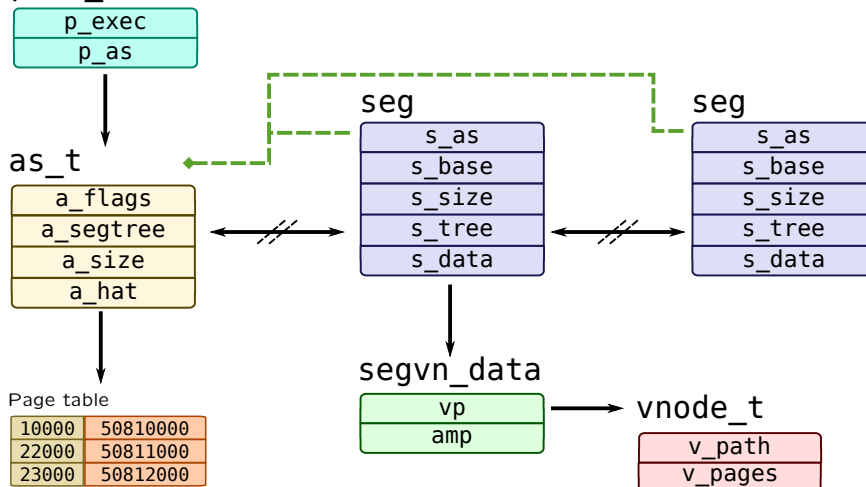 p_exec
p_as
seg
s_as
s_base
s_size
s_tree
s_data
seg
s_as
s_base
s_size
s_tree
s_data
as_t
a_flags
a_segtree
a_size
a_hat
segvn_data
vp
amp
vnode_t
v_path
v_pages
Page table
10000 50810000
22000 50811000
23000 50812000